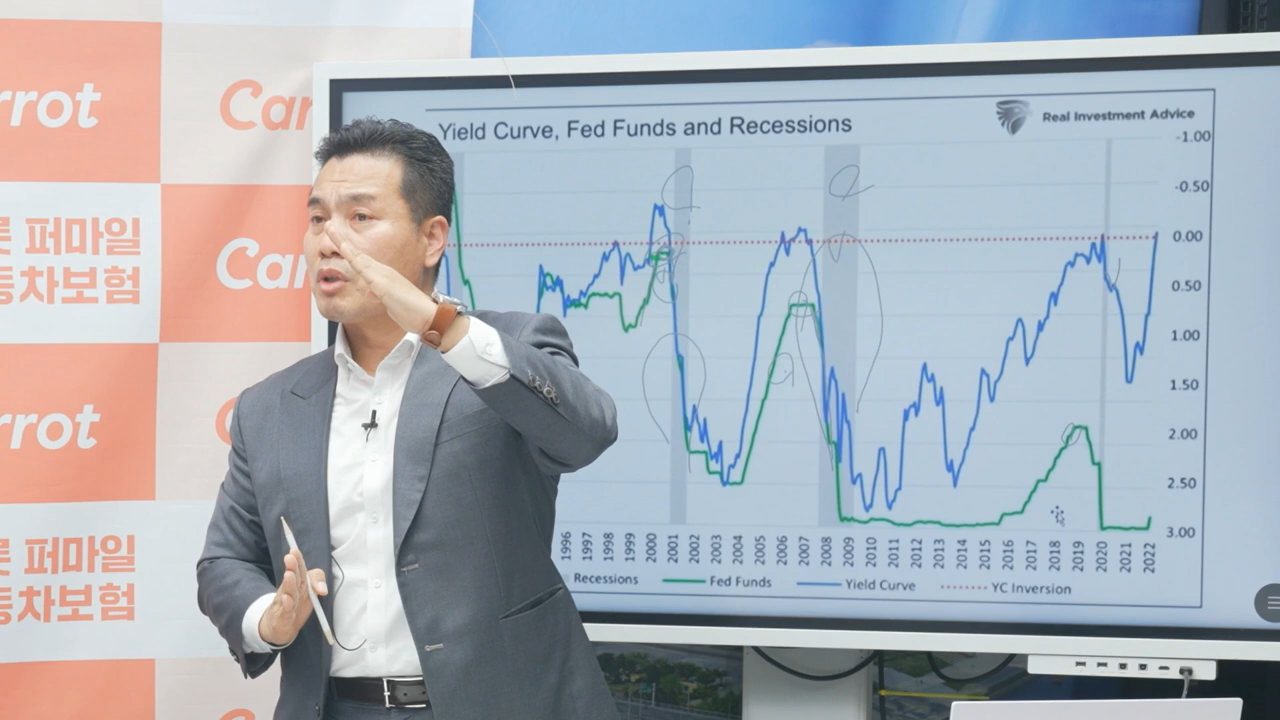 rrot
Car
롯 퍼마일
동차보험
Car
rrot
롯 퍼마일
동차보험
Yield Curve, Fed Funds and Recessions
Real Investment Advice
-1.00
-0.50
0.00
0.50
1.00
1.50
2.00
2.50
3.00
1996 1997 1998 1999 2000 2001 2002 2003 2004 2005 2006 2007 2008 2009 2010 2011 2012 2013 2014 2015 2016 2017 2018 2019 2020 2021 2022
Recessions Fed Funds Yield Curve YC Inversion